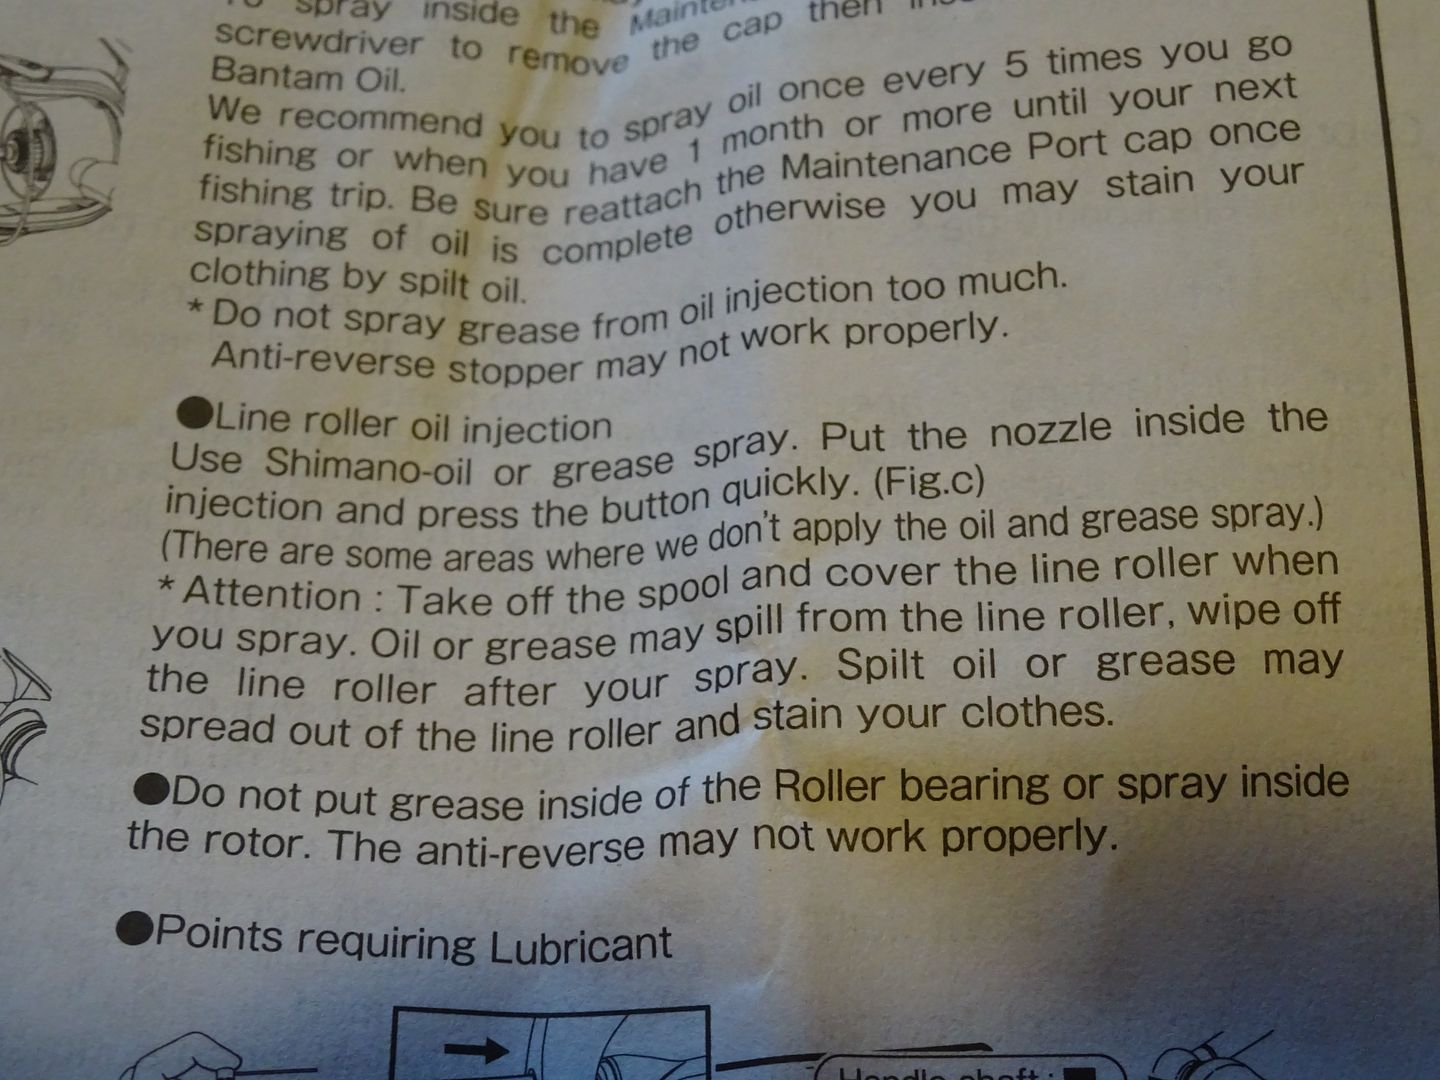 To spray inside the
screwdriver to remove the cap then
Bantam Oil.
We recommend you to spray oil once every 5 times you go
fishing or when you have 1 month or more until your next
fishing trip. Be sure reattach the Maintenance Port cap once
spraying of oil is complete otherwise you may stain your
clothing by spilt oil.
* Do not spray grease from oil injection too much.
Anti-reverse stopper may not work properly.
●Line roller oil injection
Use Shimano-oil or grease spray. Put the nozzle inside the
injection and press the button quickly. (Fig.c)
(There are some areas where we don't apply the oil and grease spray.)
* Attention : Take off the spool and cover the line roller when
you spray. Oil or grease may spill from the line roller, wipe off
the line roller after your spray. Spilt oil or grease may
spread out of the line roller and stain your clothes.
●Do not put grease inside of the Roller bearing or spray inside
the rotor. The anti-reverse may not work properly.
●Points requiring Lubricant
Handle shaft :